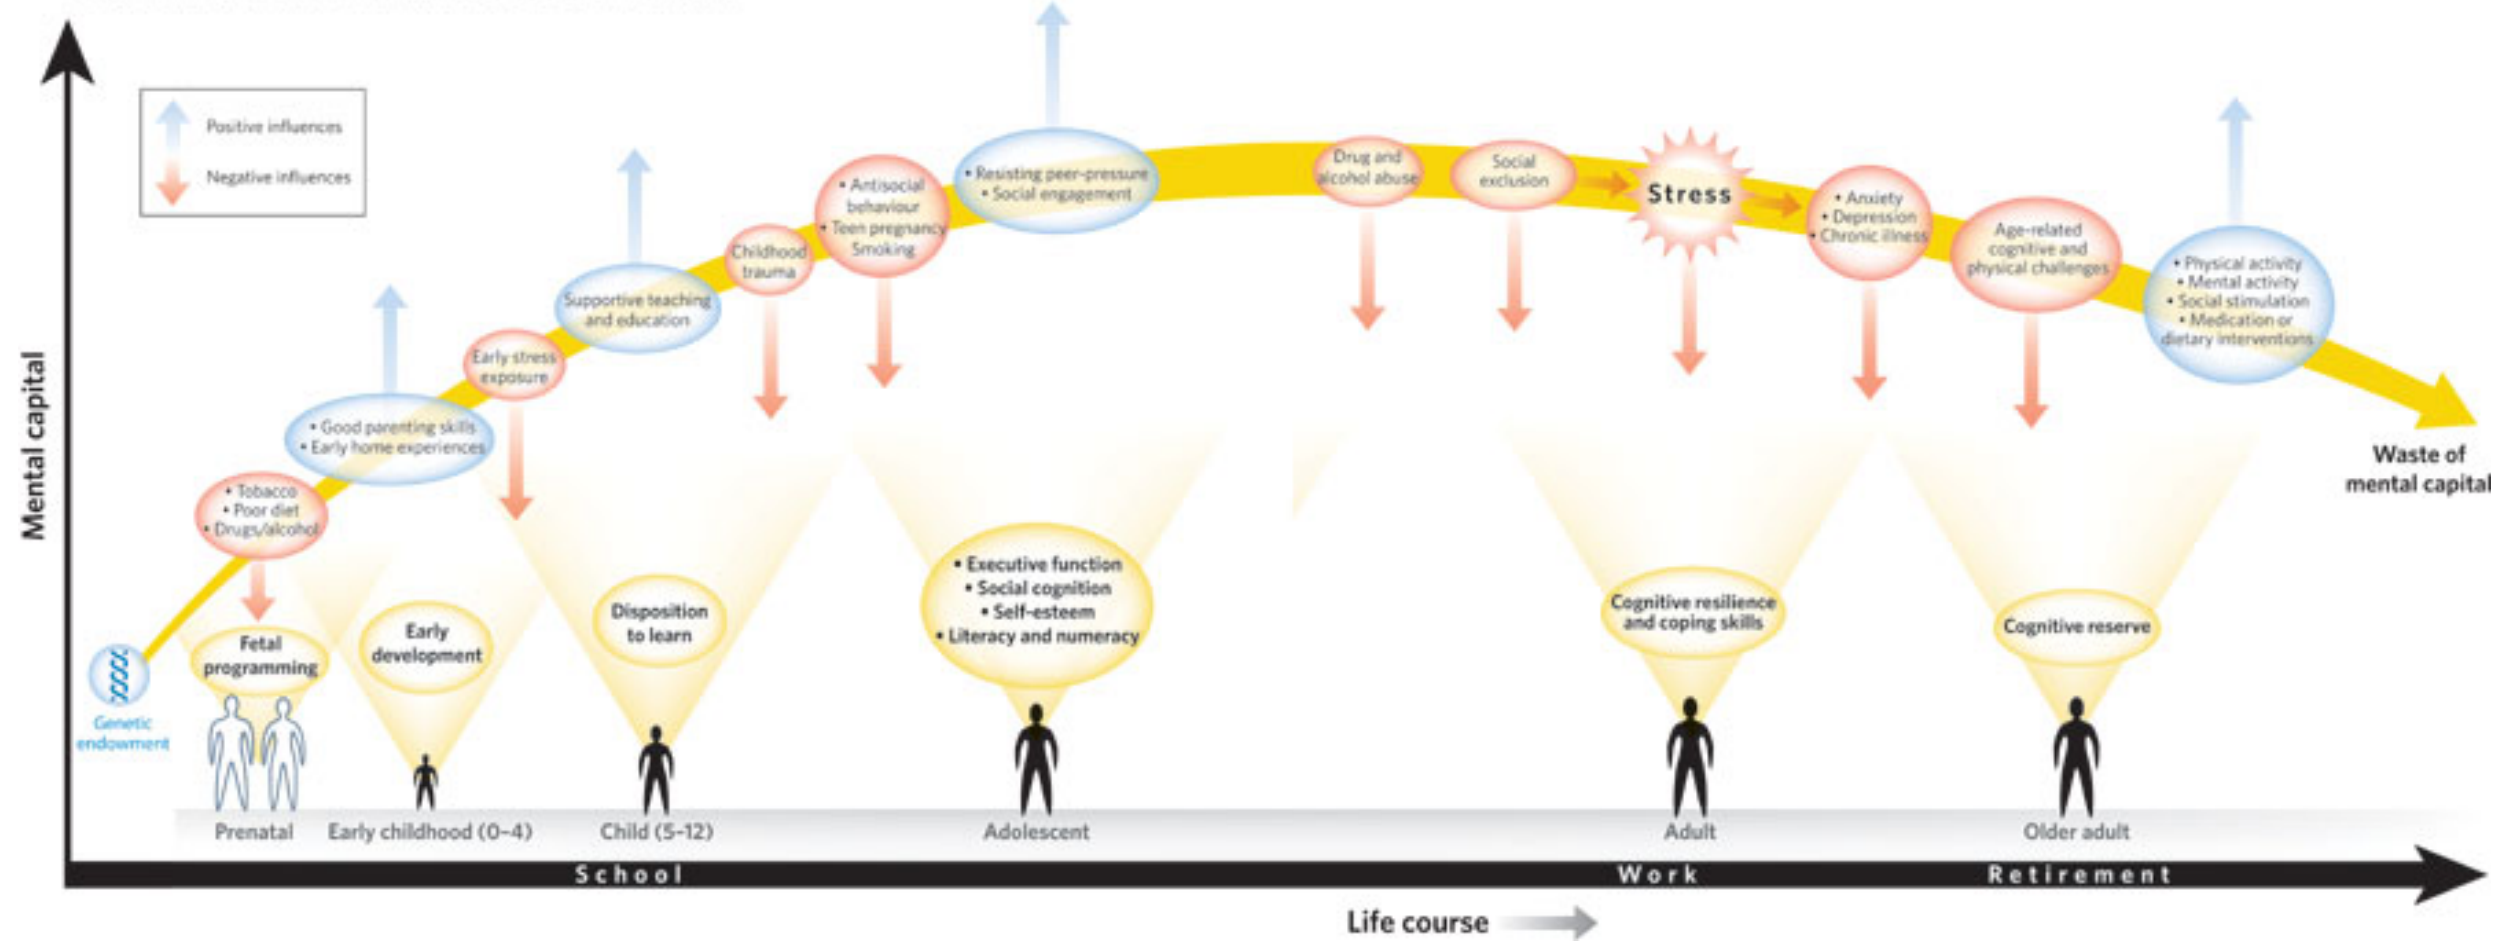 Mental capital
Positive influences
Negative influences
Genetic
endowment
• Tobacco
• Poor diet
• Drugs/alcohol
• Good parenting skills
• Early home experiences
Early stress
exposure
Supportive teaching
and education
Childhood
trauma
• Antisocial
behaviour
• Teen pregnancy
Smoking
• Resisting peer-pressure
• Social engagement
Drug and
alcohol abuse
Social
exclusion
Stress
• Anxiety
• Depression
• Chronic illness
Age-related
cognitive and
physical challenges
• Physical activity
• Mental activity
• Social stimulation
• Medication or
dietary interventions
Waste of
mental capital
Fetal
programming
Early
development
Disposition
to learn
• Executive function
• Social cognition
• Self-esteem
• Literacy and numeracy
Cognitive resilience
and coping skills
Cognitive reserve
Prenatal
Early childhood (0–4)
Child (5–12)
Adolescent
Adult
Older adult
School
Work
Retirement
Life course